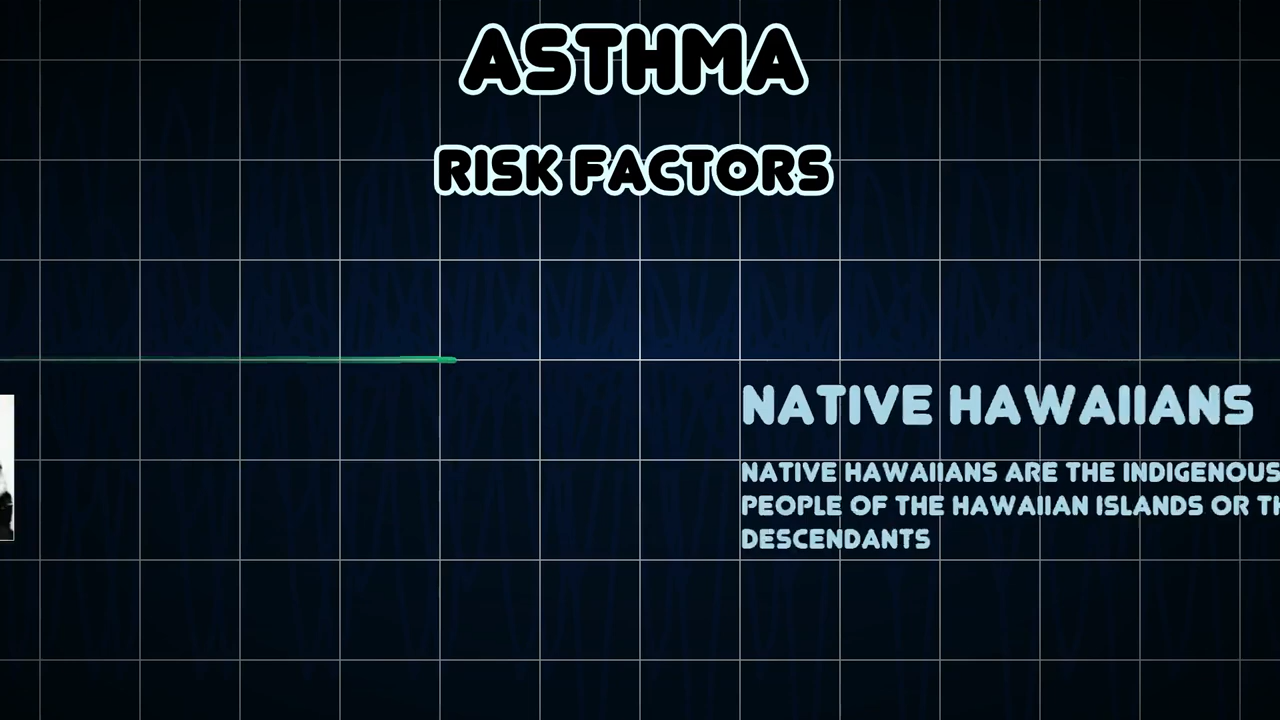 ASTHMA
RISK FACTORS
NATIVE HAWAIIANS
NATIVE HAWAIIANS ARE THE INDIGENOUS
PEOPLE OF THE HAWAIIAN ISLANDS OR
DESCENDANTS